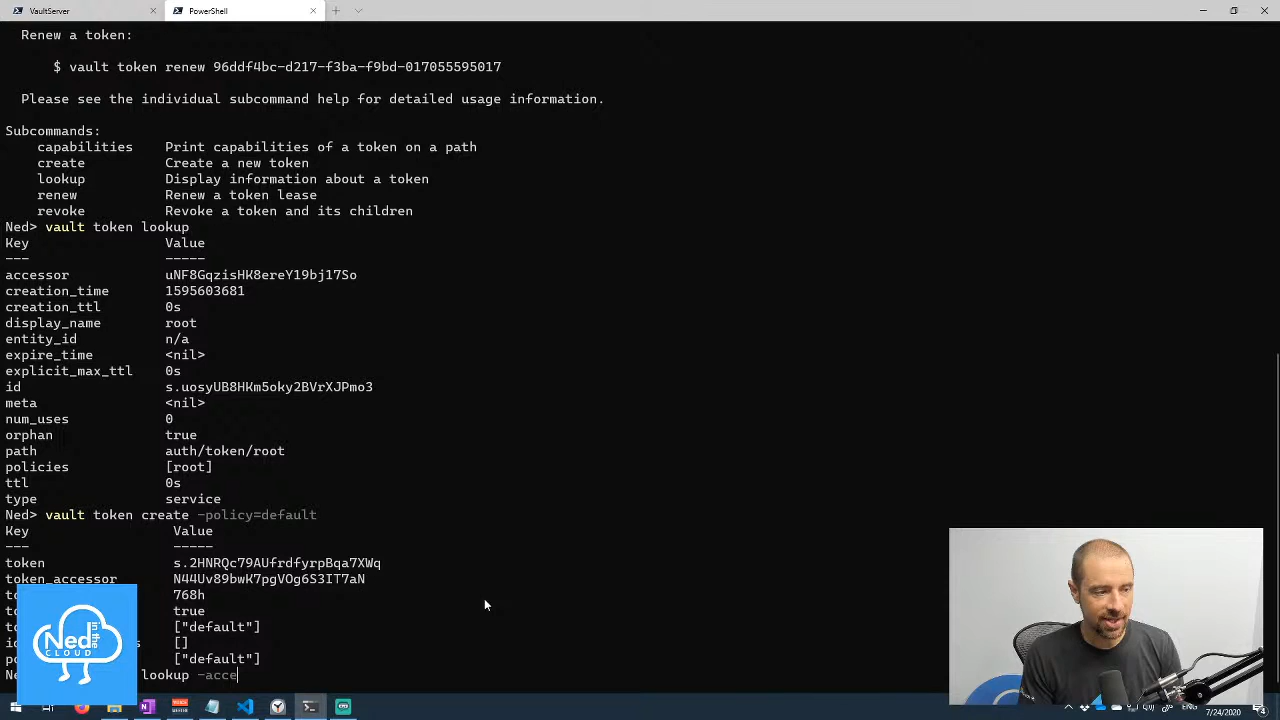 VaultServer
PowerShell
Renew a token:
$ vault token renew 96ddf4bc-d217-f3ba-f9bd-017055595017
Please see the individual subcommand help for detailed usage information.
Subcommands:
capabilities Print capabilities of a token on a path
create Create a new token
lookup Display information about a token
renew Renew a token lease
revoke Revoke a token and its children
Ned> vault token lookup
Key Value
--- -----
accessor uNF8GqzisHK8ereY19bj17So
creation_time 1595603681
creation_ttl 0s
display_name root
entity_id n/a
expire_time <nil>
explicit_max_ttl 0s
id s.uosyUB8HKm5oky2BVrXJPmo3
meta <nil>
num_uses 0
orphan true
path auth/token/root
policies [root]
ttl 0s
type service
Ned> vault token create -policy=default
Key Value
--- -----
token s.2HNRQc79AUfrdfyrpBqa7XWq
token_accessor N44Uv89bwK7pgVOg6S3IT7aN
768h
true
["default"]
[]
["default"]
lookup -acce
Ned
in the
CLOUD
7/24/2020